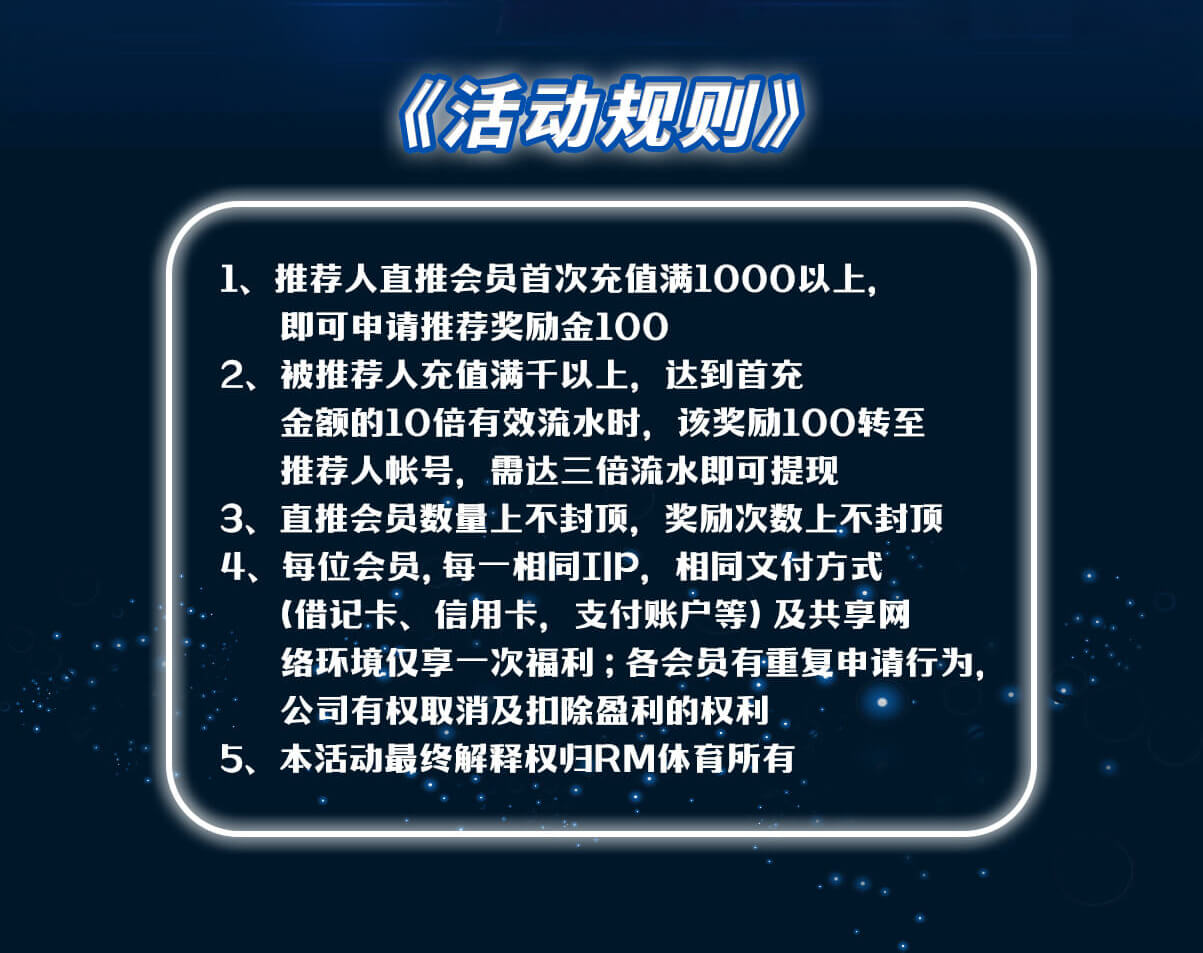 《活动规则》
1、推荐人直推会员首次充值满1000以上,
即可申请推荐奖励金100
2、被推荐人充值满千以上，达到首充
金额的10倍有效流水时，该奖励100转至
推荐人帐号，需达三倍流水即可提现
3、直推会员数量上不封顶，奖励次数上不封顶
4、每位会员,每一相同I|P，相同文付方式
(借记卡、信用卡，支付账户等)及共享网
络环境仅享一次福利；各会员有重复申请行为,
公司有权取消及扣除盈利的权利
5、本活动最终解释权归RM体育所有